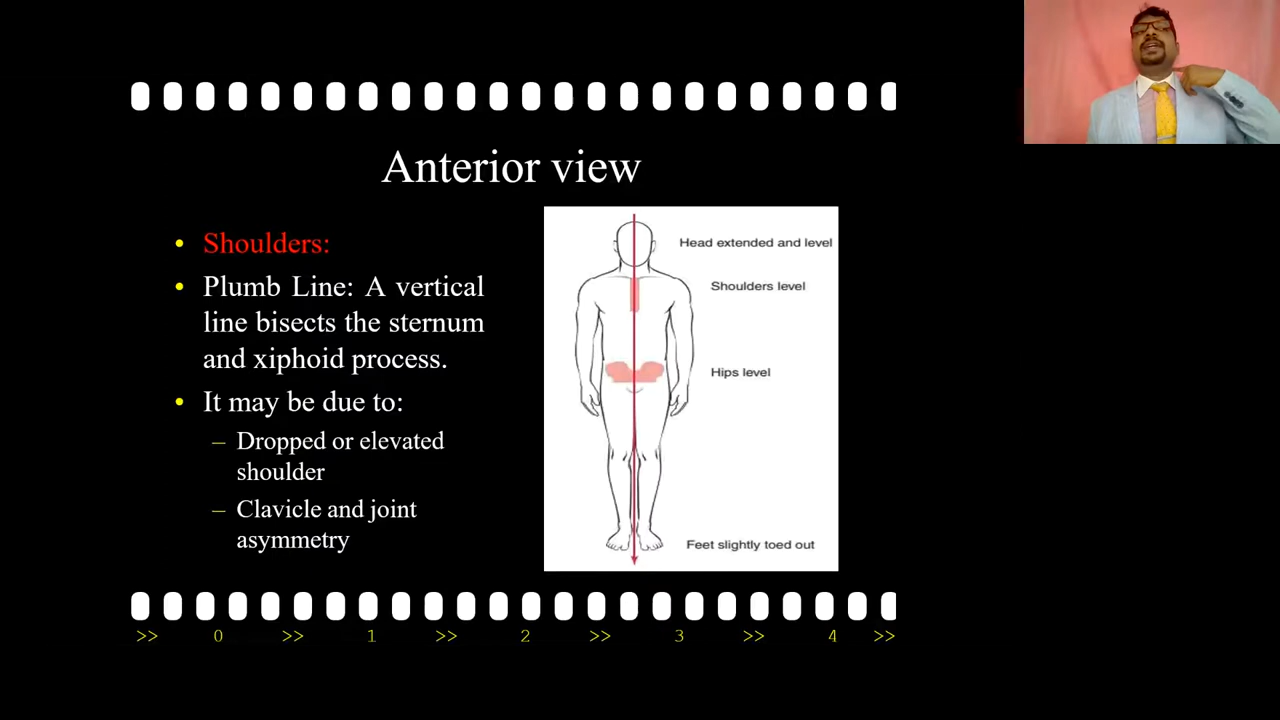 Anterior view
• Shoulders:
• Plumb Line: A vertical
line bisects the sternum
and xiphoid process.
• It may be due to:
– Dropped or elevated
shoulder
– Clavicle and joint
asymmetry
Head extended and level
Shoulders level
Hips level
Feet slightly toed out
>> 0 >> 1 >> 2 >> 3 >> 4 >>